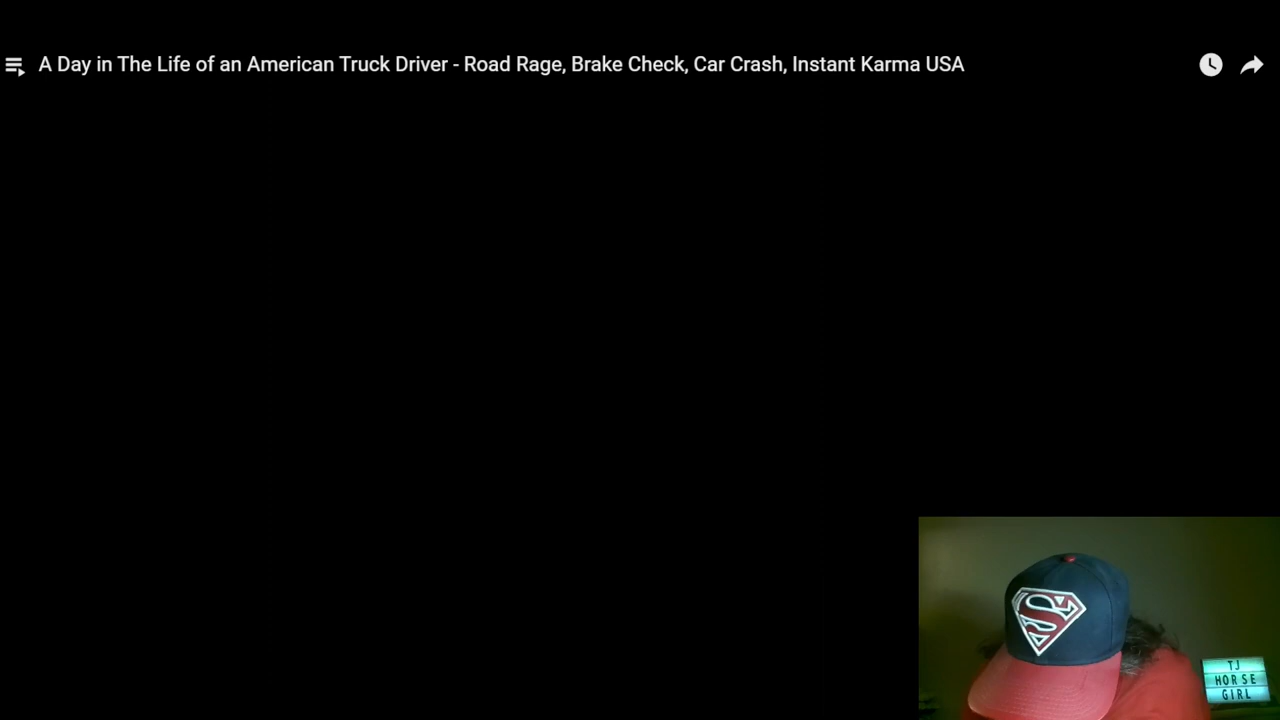 A Day in The Life of an American Truck Driver - Road Rage, Brake Check, Car Crash, Instant Karma USA
S
TJ
HORSE
GIRL